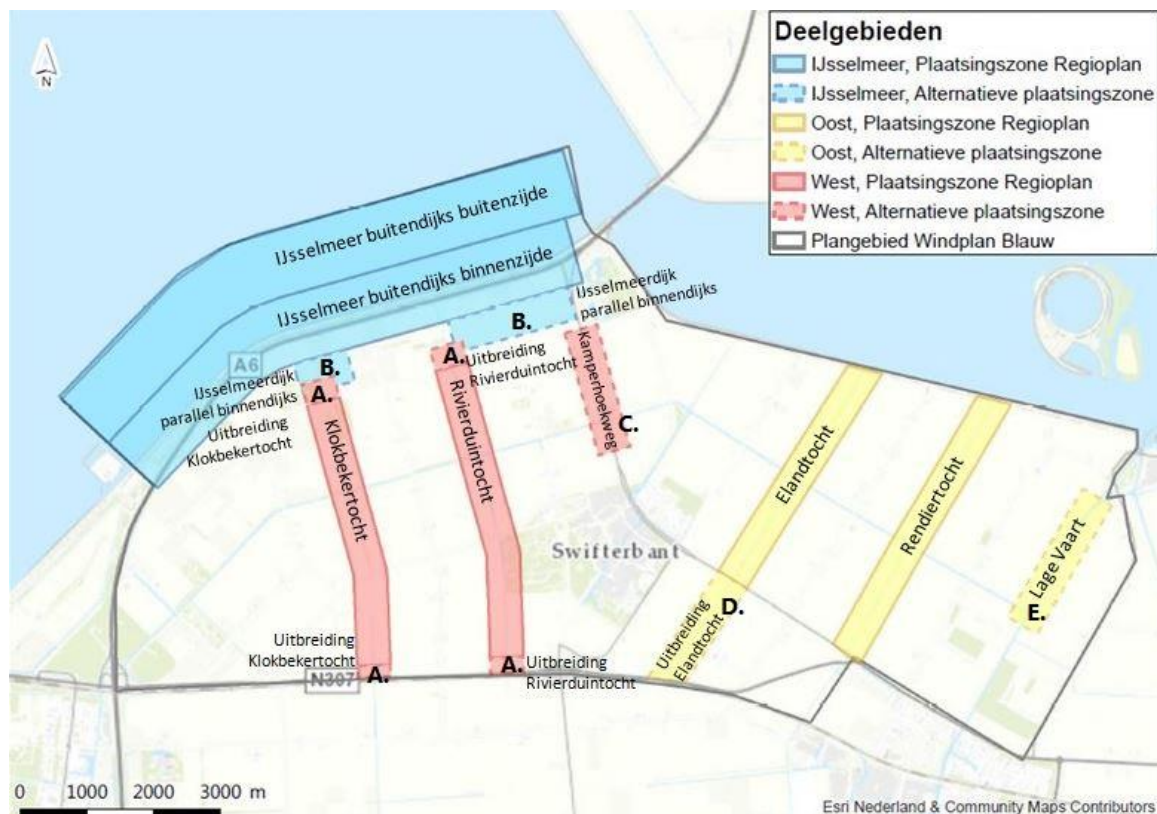 Deelgebieden
IJsselmeer, Plaatsingszone Regioplan
IJsselmeer, Alternatieve plaatsingszone
Oost, Plaatsingszone Regioplan
Oost, Alternatieve plaatsingszone
West, Plaatsingszone Regioplan
West, Alternatieve plaatsingszone
Plangebied Windplan Blauw
N
IJsselmeer buitendijks buitenzijde
IJsselmeer buitendijks binnenzijde
IJsselmeerdijk
parallel binnendijks
B.
A6
A.
Uitbreiding
Rivierduintocht
B.
IJsselmeerdijk
parallel binnendijks
A.
Uitbreiding
Klokbekertocht
Kamperhoekweg
C.
Klokbekertocht
Rivierduintocht
Elandtocht
Rendiertocht
Lage Vaart
E.
Swifterbant
D.
Uitbreiding
Elandtocht
Uitbreiding
Klokbekertocht
A.
N307
A.
Uitbreiding
Rivierduintocht
0 1000 2000 3000 m
Esri Nederland & Community Maps Contributors